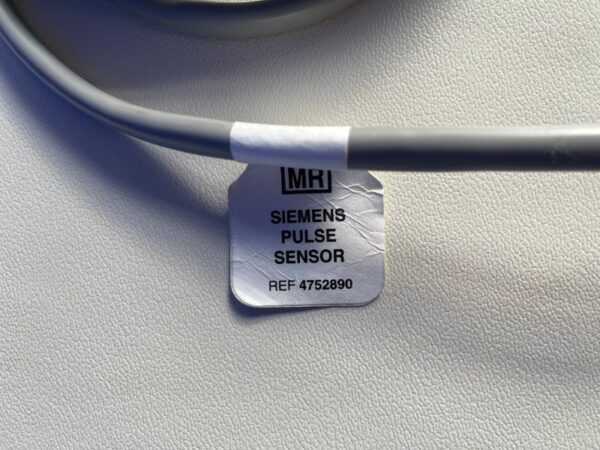 MR
SIEMENS
PULSE
SENSOR
REF 4752890